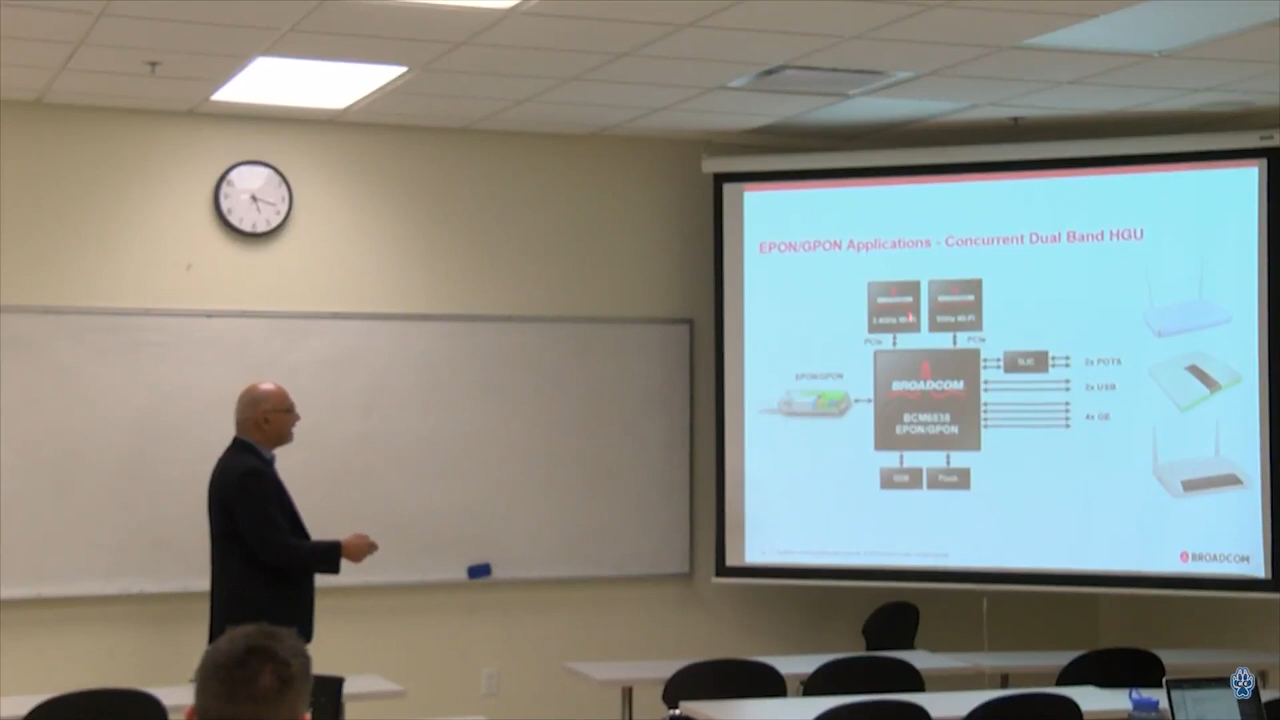 EPON/GPON Applications - Concurrent Dual Band HGU
BROADCOM
2.4GHz Wi-Fi
BROADCOM
5GHz Wi-Fi
PCIe
PCIe
EPON/GPON
BROADCOM
BCM6838
EPON/GPON
SLIC
2x POTS
2x USB
4x GE
DDR
Flash
BROADCOM